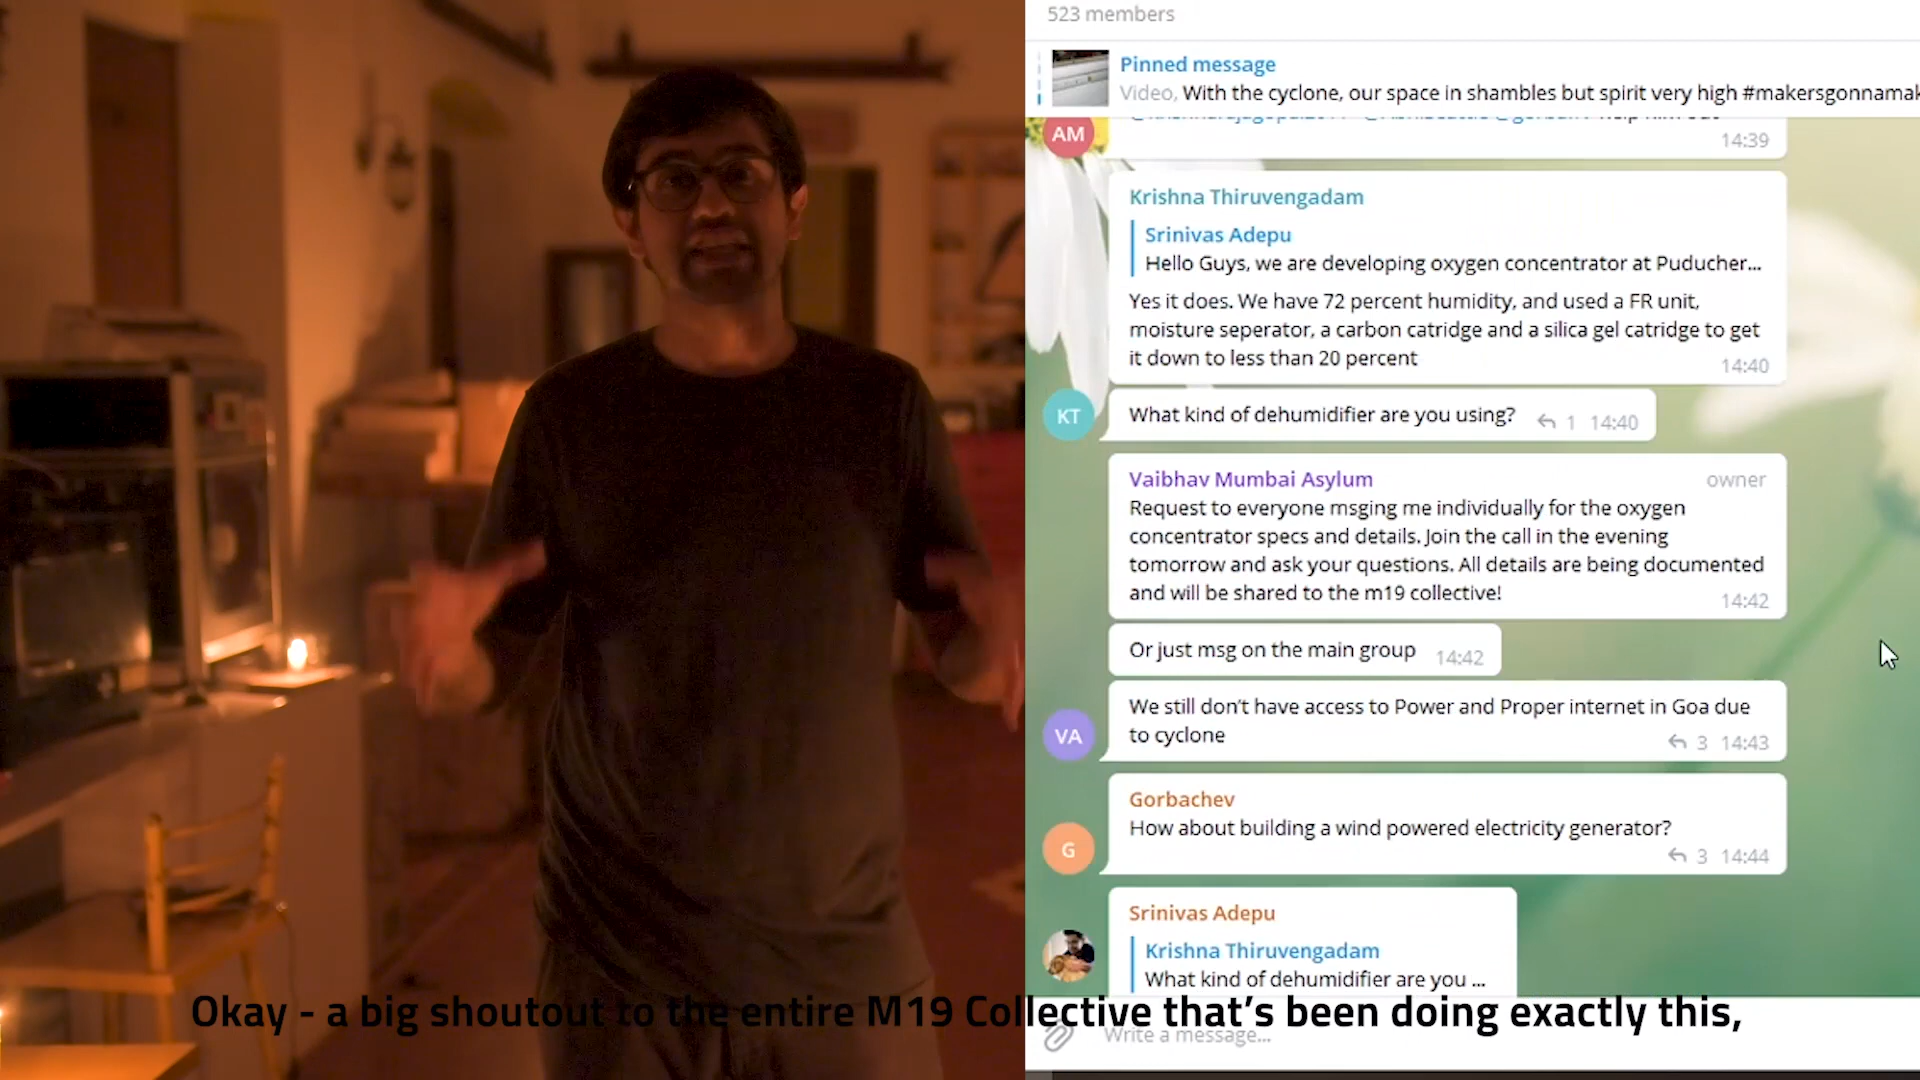 523 members
Pinned message
Video, With the cyclone, our space in shambles but spirit very high #makersgonnamak
AM
14:39
Krishna Thiruvengadam
Srinivas Adepu
Hello Guys, we are developing oxygen concentrator at Puducher...
Yes it does. We have 72 percent humidity, and used a FR unit,
moisture seperator, a carbon catridge and a silica gel catridge to get
it down to less than 20 percent
14:40
KT
What kind of dehumidifier are you using?
1 14:40
Vaibhav Mumbai Asylum owner
Request to everyone msging me individually for the oxygen
concentrator specs and details. Join the call in the evening
tomorrow and ask your questions. All details are being documented
and will be shared to the m19 collective!
14:42
Or just msg on the main group 14:42
We still don't have access to Power and Proper internet in Goa due
to cyclone
VA
3 14:43
Gorbachev
How about building a wind powered electricity generator?
G
3 14:44
Srinivas Adepu
Krishna Thiruvengadam
What kind of dehumidifier are you ...
Okay - a big shoutout to the entire M19 Collective that's been doing exactly this,
Write a message...